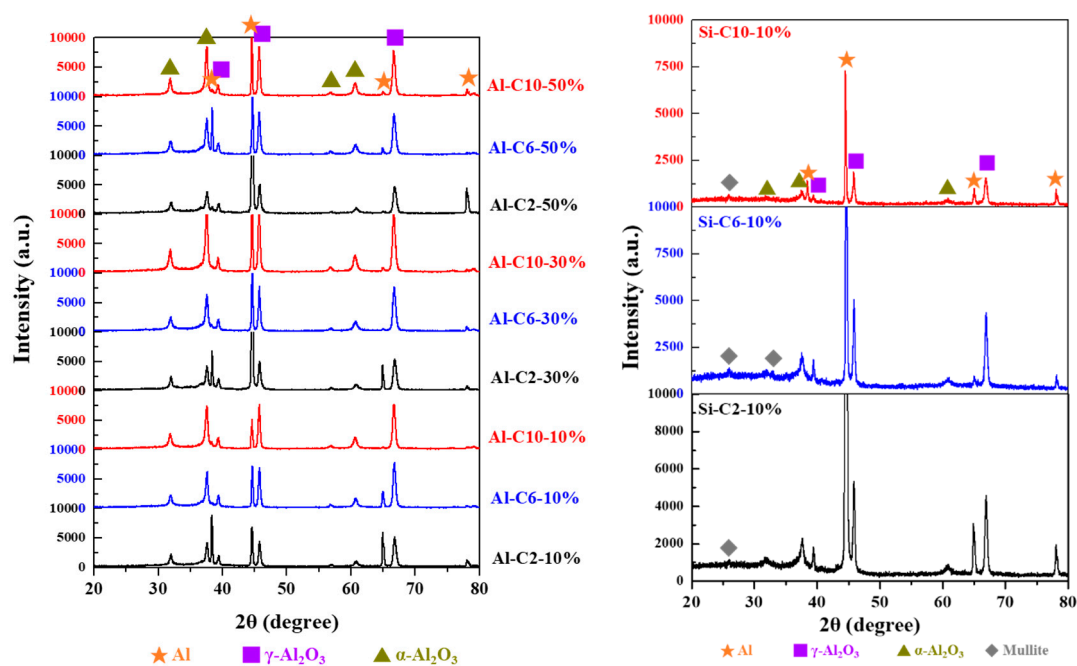 Intensity (a.u.)
10000
5000
10000
5000
10000
5000
10000
5000
10000
5000
10000
5000
10000
5000
10000
5000
10000
5000
0
Al-C10-50%
Al-C6-50%
Al-C2-50%
Al-C10-30%
Al-C6-30%
Al-C2-30%
Al-C10-10%
Al-C6-10%
Al-C2-10%
20 30 40 50 60 70 80
2θ (degree)
Al γ-Al₂O₃ α-Al₂O₃
Intensity (a.u.)
10000
7500
5000
2500
10000
7500
5000
2500
10000
8000
6000
4000
2000
0
Si-C10-10%
Si-C6-10%
Si-C2-10%
20 30 40 50 60 70 80
2θ (degree)
Al γ-Al₂O₃ α-Al₂O₃ Mullite